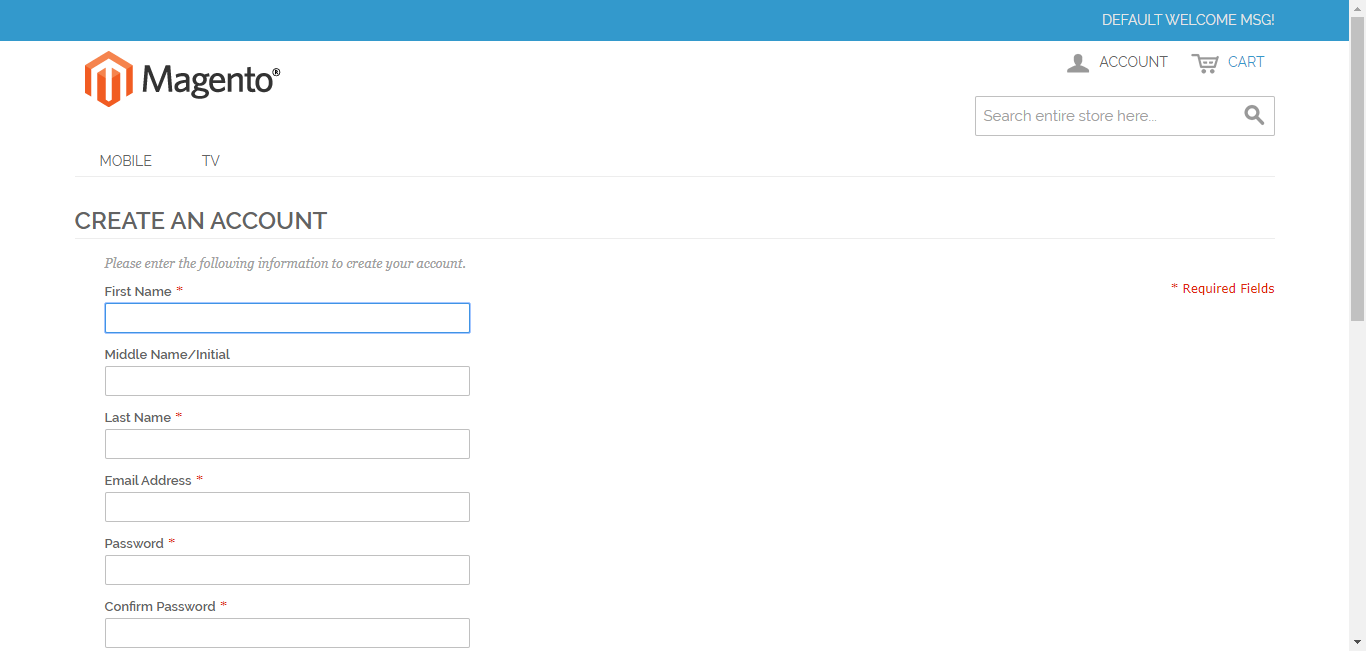 DEFAULT WELCOME MSG!
Magento®
ACCOUNT CART
Search entire store here...
MOBILE TV
CREATE AN ACCOUNT
Please enter the following information to create your account.
* Required Fields
First Name *
Middle Name/Initial
Last Name *
Email Address *
Password *
Confirm Password *